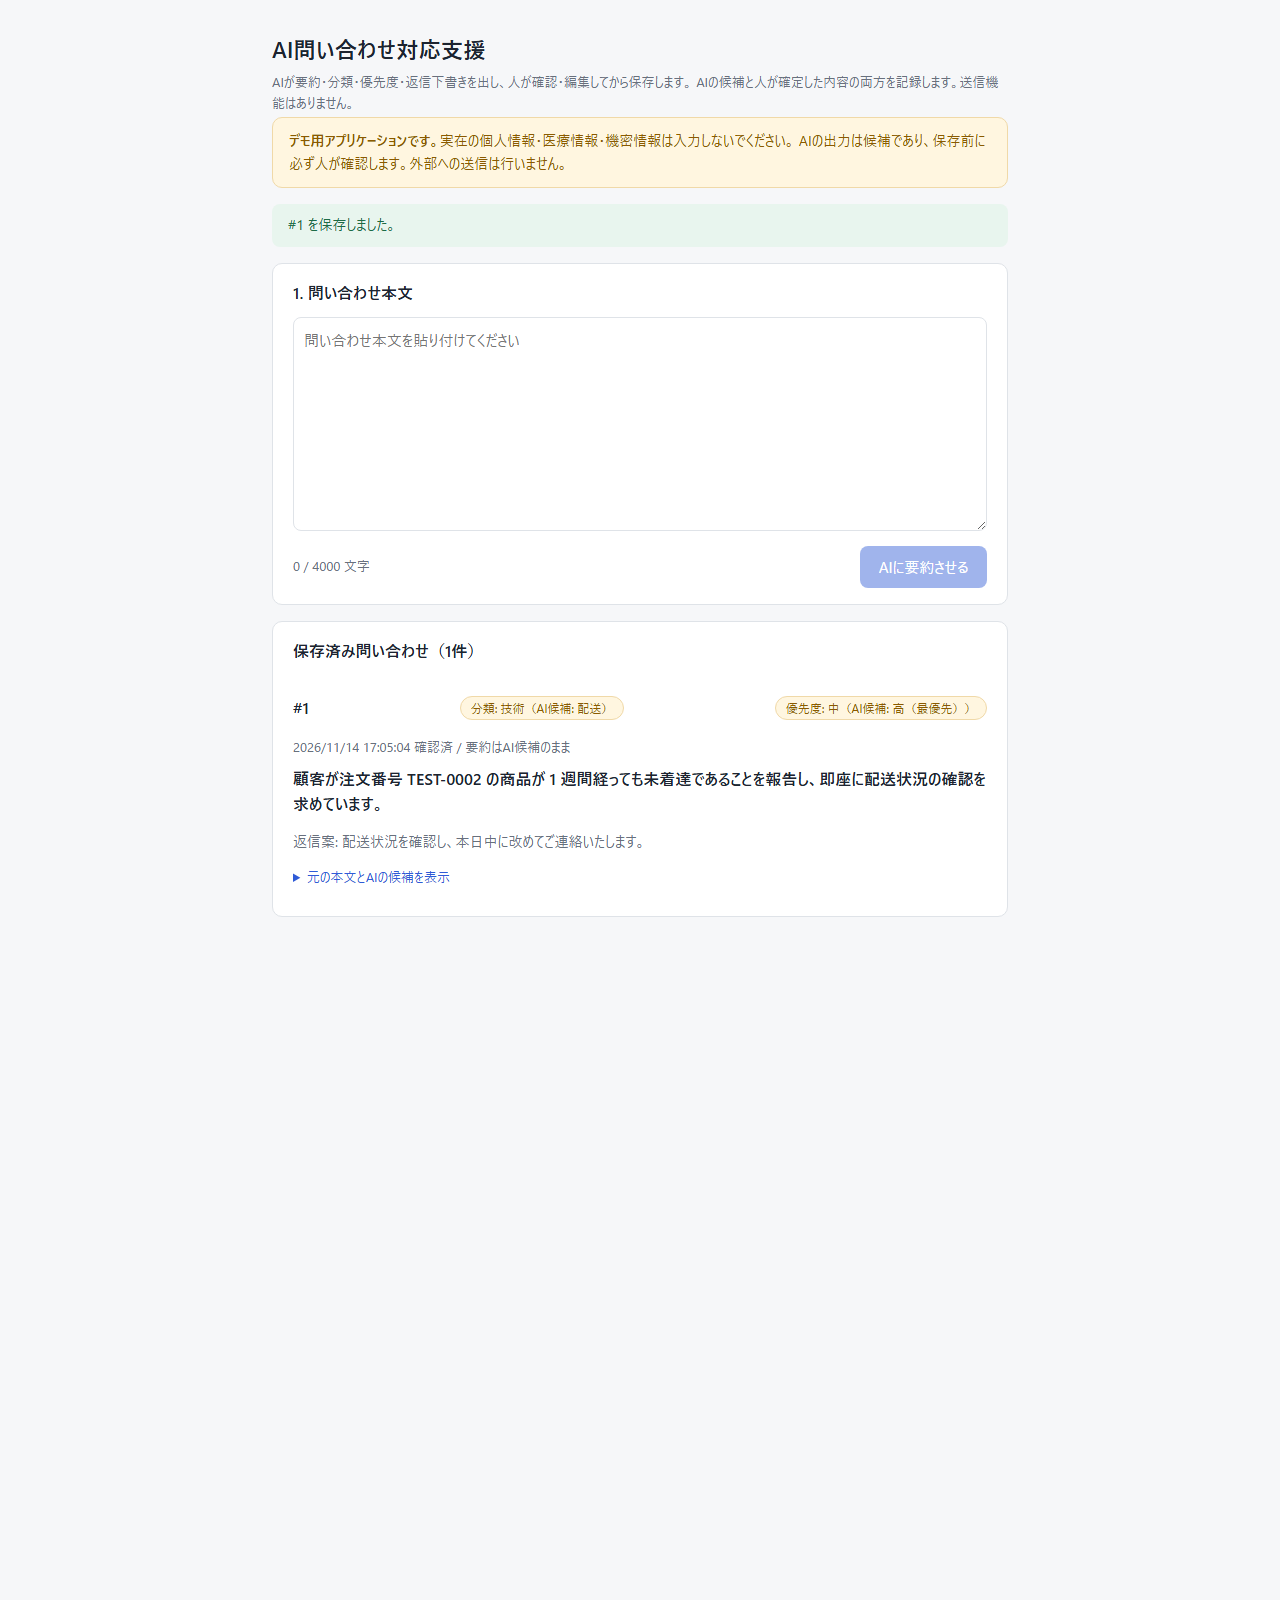 AI問い合わせ対応支援
AIが要約・分類・優先度・返信下書きを出し、人が確認・編集してから保存します。AIの候補と人が確定した内容の両方を記録します。送信機
能はありません。
デモ用アプリケーションです。実在の個人情報・医療情報・機密情報は入力しないでください。AIの出力は候補であり、保存前に
必ず人が確認します。外部への送信は行いません。
#1 を保存しました。
1. 問い合わせ本文
問い合わせ本文を貼り付けてください
0 / 4000 文字
AIに要約させる
保存済み問い合わせ（1件）
#1
分類: 技術（AI候補: 配送）
優先度: 中（AI候補: 高（最優先））
2026/11/14 17:05:04 確認済 / 要約はAI候補のまま
顧客が注文番号 TEST-0002 の商品が 1 週間経っても未着達であることを報告し、即座に配送状況の確認を
求めています。
返信案: 配送状況を確認し、本日中に改めてご連絡いたします。
▶ 元の本文とAIの候補を表示